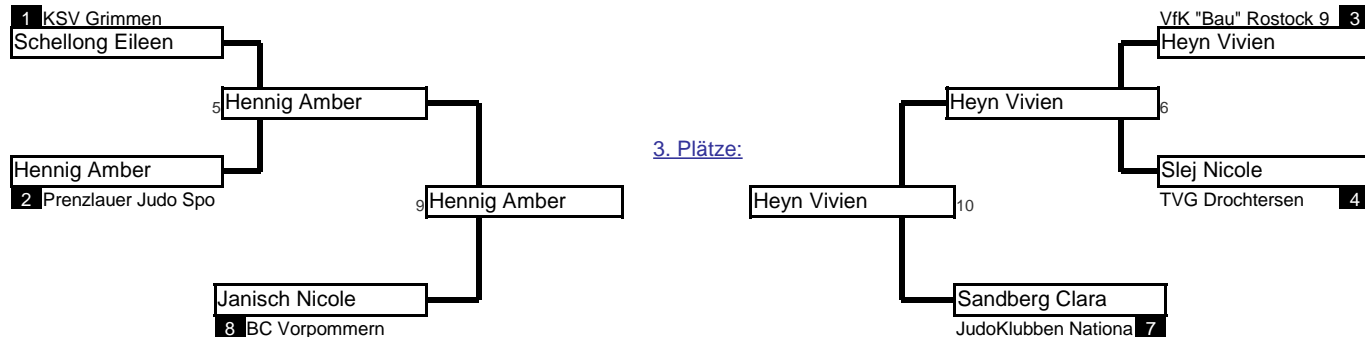 1 KSV Grimmen
Schellong Eileen
5 Hennig Amber
Hennig Amber
2 Prenzlauer Judo Spo
9 Hennig Amber
Janisch Nicole
8 BC Vorpommern
3. Plätze:
VfK "Bau" Rostock 9 3
Heyn Vivien
Heyn Vivien 6
Slej Nicole
TVG Drochtersen 4
Heyn Vivien 10
Sandberg Clara
JudoKlubben Nationa 7